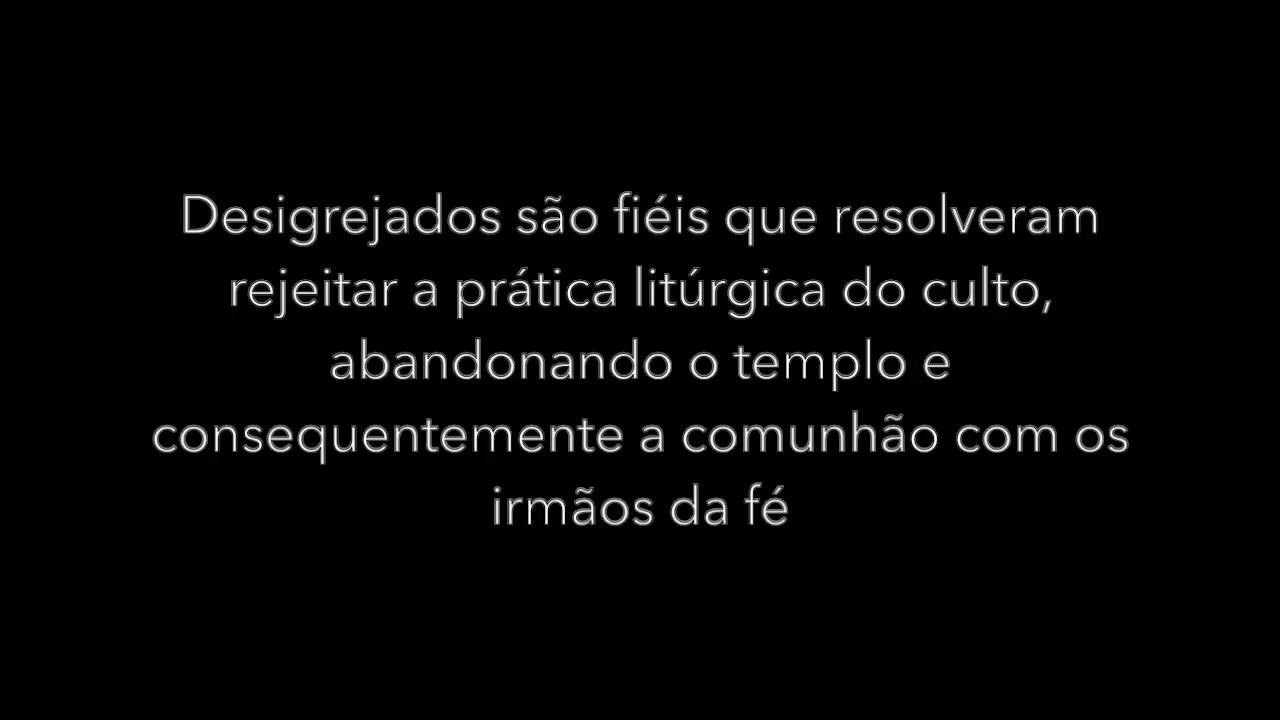 Desigrejados são fiéis que resolveram
rejeitar a prática litúrgica do culto,
abandonando o templo e
consequentemente a comunhão com os
irmãos da fé